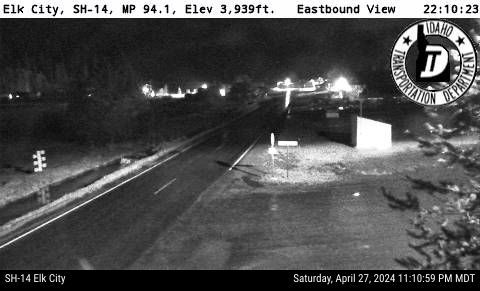 Elk City, SH-14, MP 94.1, Elev 3,939ft. Eastbound View 22:10:23
IDAHO
TRANSPORTATION DEPARTMENT
SH-14 Elk City Saturday, April 27, 2024 11:10:59 PM MDT